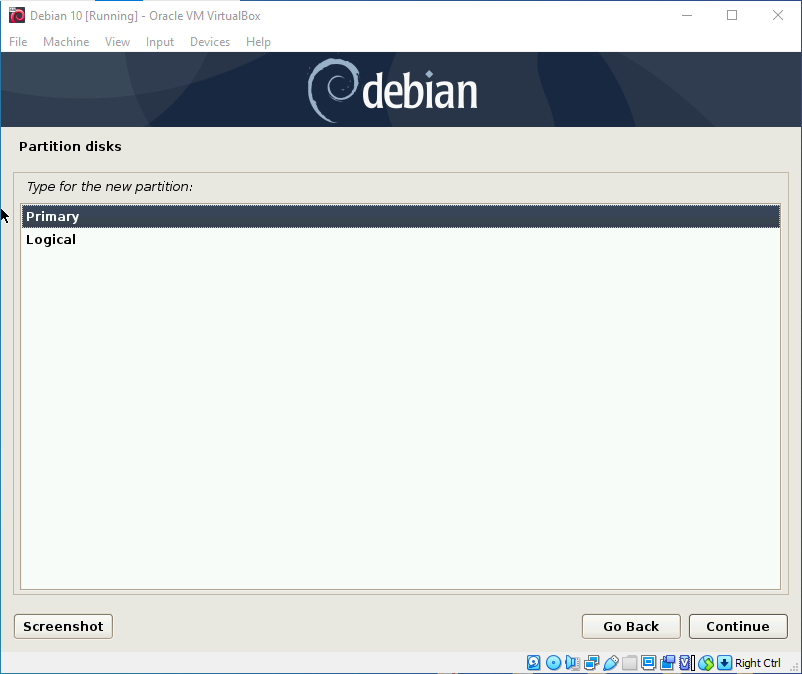 Debian 10 [Running] - Oracle VM VirtualBox
File Machine View Input Devices Help
debian
Partition disks
Type for the new partition:
Primary
Logical
Screenshot Go Back Continue
Right Ctrl